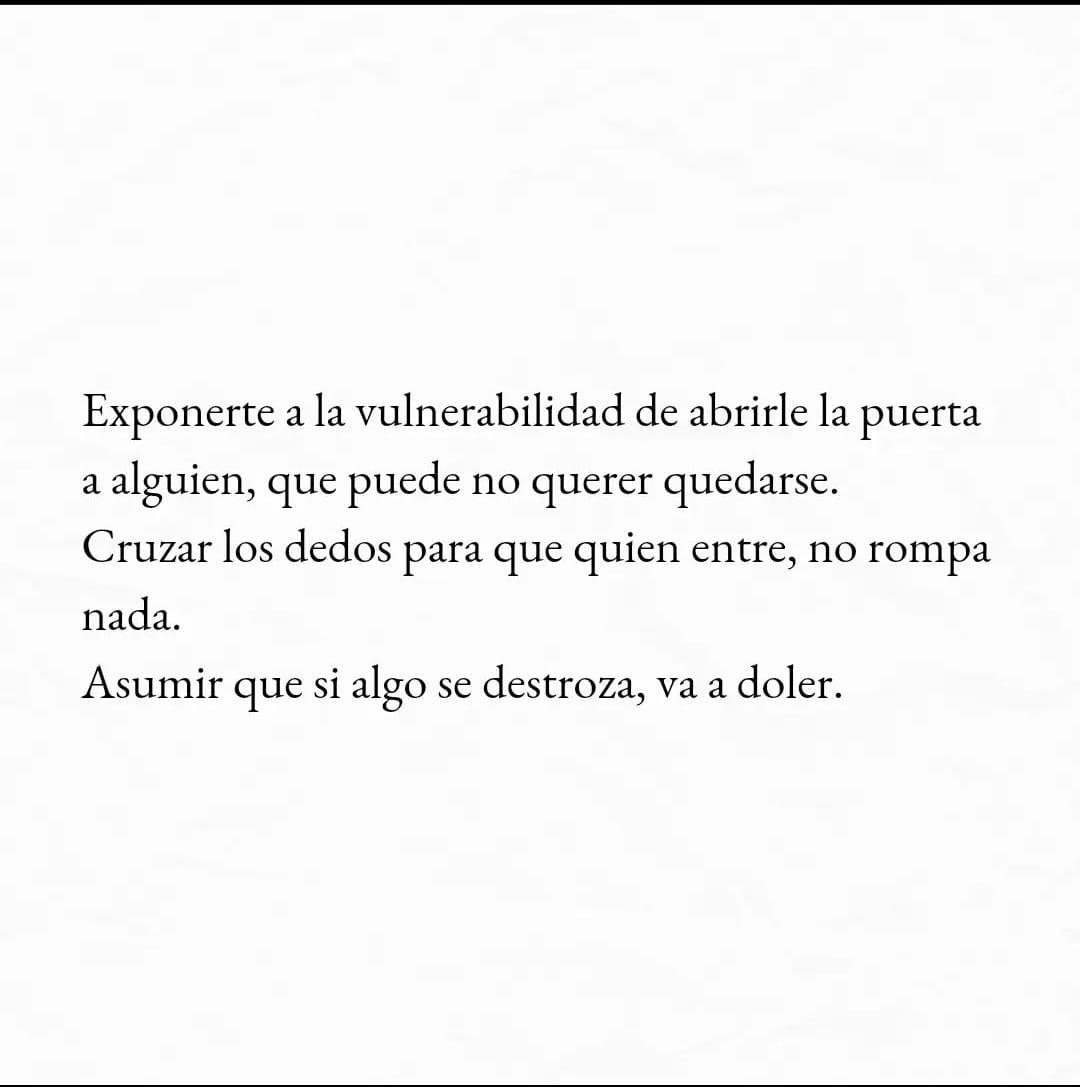 Exponerte a la vulnerabilidad de abrirle la puerta
a alguien, que puede no querer quedarse.
Cruzar los dedos para que quien entre, no rompa
nada.
Asumir que si algo se destroza, va a doler.